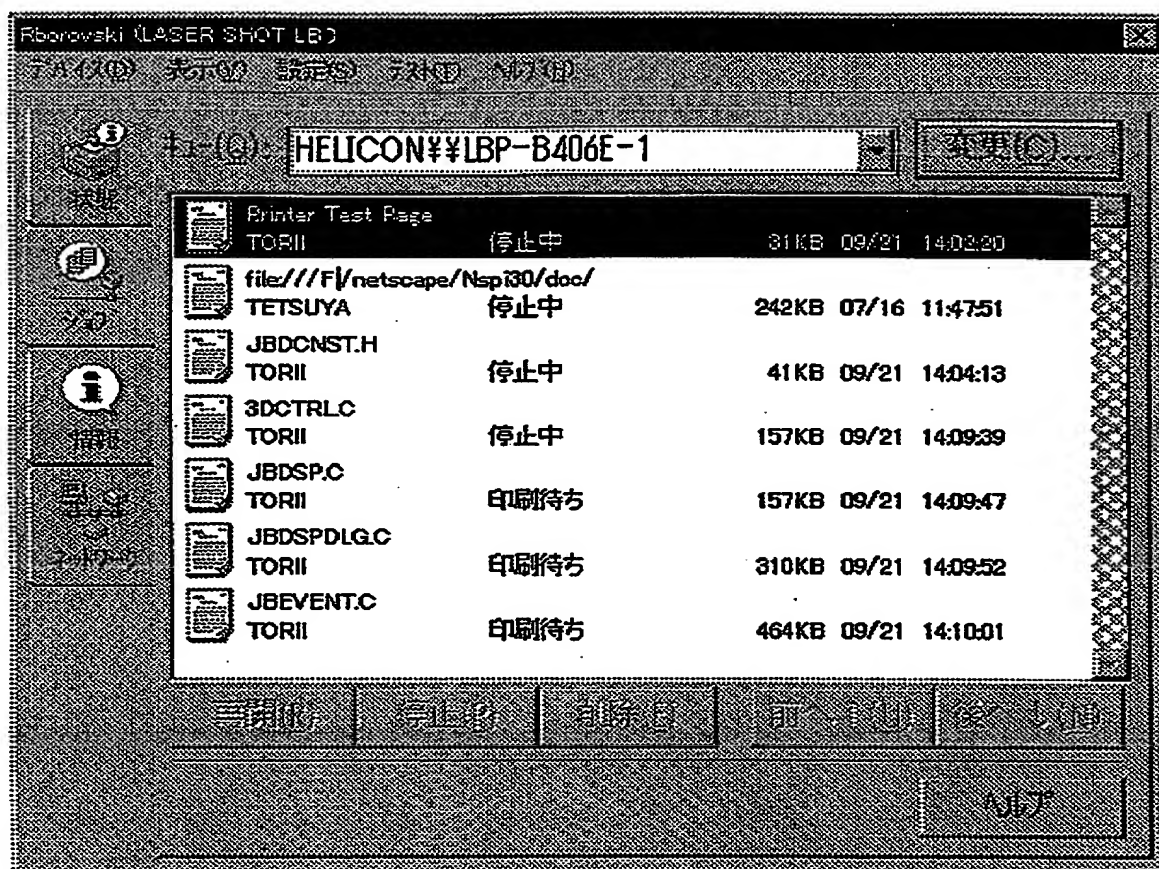 Rborovski (LASER SHOT LB)
デバイス(D) 表示(V) 設定(S) テスト(T) ヘルプ(H)
キュー(Q): HELICON¥¥LBP-B406E-1 変更(C)...
状態
ジョブ
情報
ネットワーク
Printer Test Page
TORII 停止中 31KB 09/21 14:03:20
file:///F|/netscape/Nspi30/doc/
TETSUYA 停止中 242KB 07/16 11:47:51
JBDCNST.H
TORII 停止中 41KB 09/21 14:04:13
3DCTRL.C
TORII 停止中 157KB 09/21 14:09:39
JBDSP.C
TORII 印刷待ち 157KB 09/21 14:09:47
JBDSPDLG.C
TORII 印刷待ち 310KB 09/21 14:09:52
JBEVENT.C
TORII 印刷待ち 464KB 09/21 14:10:01
停止(P) 削除
ヘルプ